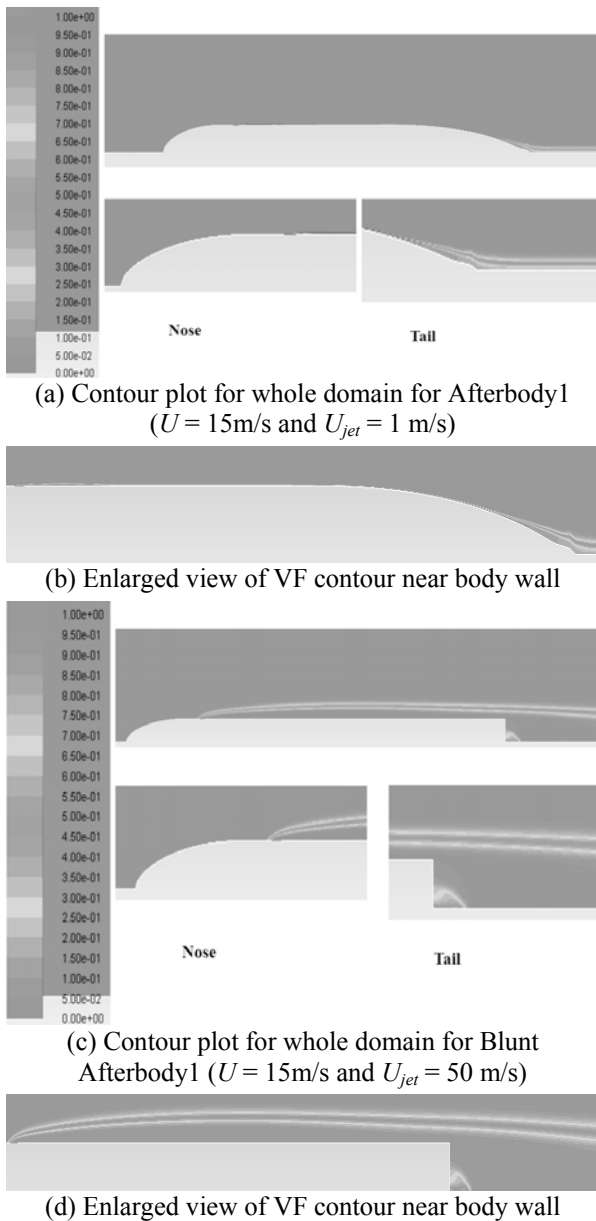 1.00e+00
9.50e-01
9.00e-01
8.50e-01
8.00e-01
7.50e-01
7.00e-01
6.50e-01
6.00e-01
5.50e-01
5.00e-01
4.50e-01
4.00e-01
3.50e-01
3.00e-01
2.50e-01
2.00e-01
1.50e-01
1.00e-01
5.00e-02
0.00e+00
Nose
Tail
(a) Contour plot for whole domain for Afterbody1
(U = 15m/s and U_jet = 1 m/s)
(b) Enlarged view of VF contour near body wall
1.00e+00
9.50e-01
9.00e-01
8.50e-01
8.00e-01
7.50e-01
7.00e-01
6.50e-01
6.00e-01
5.50e-01
5.00e-01
4.50e-01
4.00e-01
3.50e-01
3.00e-01
2.50e-01
2.00e-01
1.50e-01
1.00e-01
5.00e-02
0.00e+00
Nose
Tail
(c) Contour plot for whole domain for Blunt
Afterbody1 (U = 15m/s and U_jet = 50 m/s)
(d) Enlarged view of VF contour near body wall